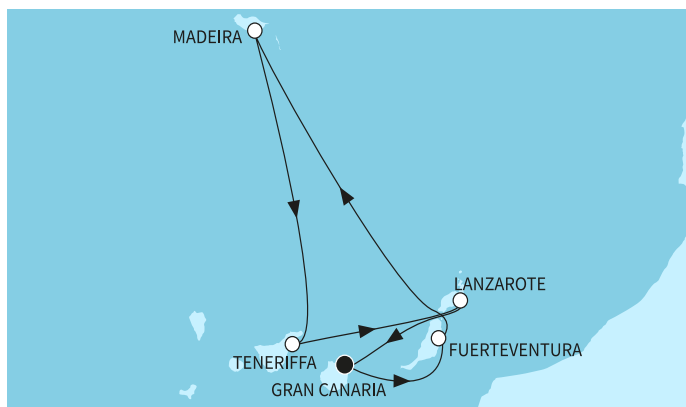 MADEIRA
LANZAROTE
FUERTEVENTURA
TENERIFFA
GRAN CANARIA